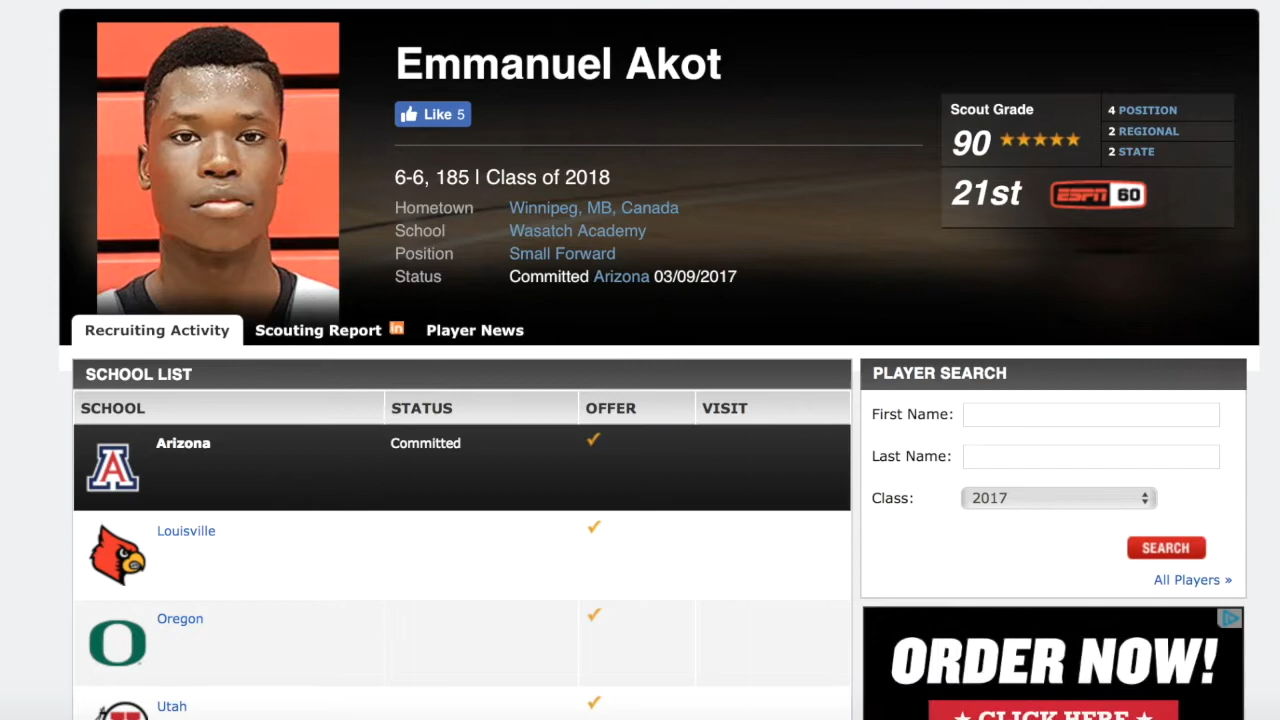 Emmanuel Akot
Like 5
6-6, 185 | Class of 2018
Hometown Winnipeg, MB, Canada
School Wasatch Academy
Position Small Forward
Status Committed Arizona 03/09/2017
Scout Grade
90
4 POSITION
2 REGIONAL
2 STATE
21st ESPN 60
Recruiting Activity Scouting Report in Player News
SCHOOL LIST
SCHOOL STATUS OFFER VISIT
A
Arizona Committed
Louisville
O
Oregon
U
Utah
PLAYER SEARCH
First Name:
Last Name:
Class: 2017
SEARCH
All Players »
ORDER NOW!
★ CLICK HERE ★